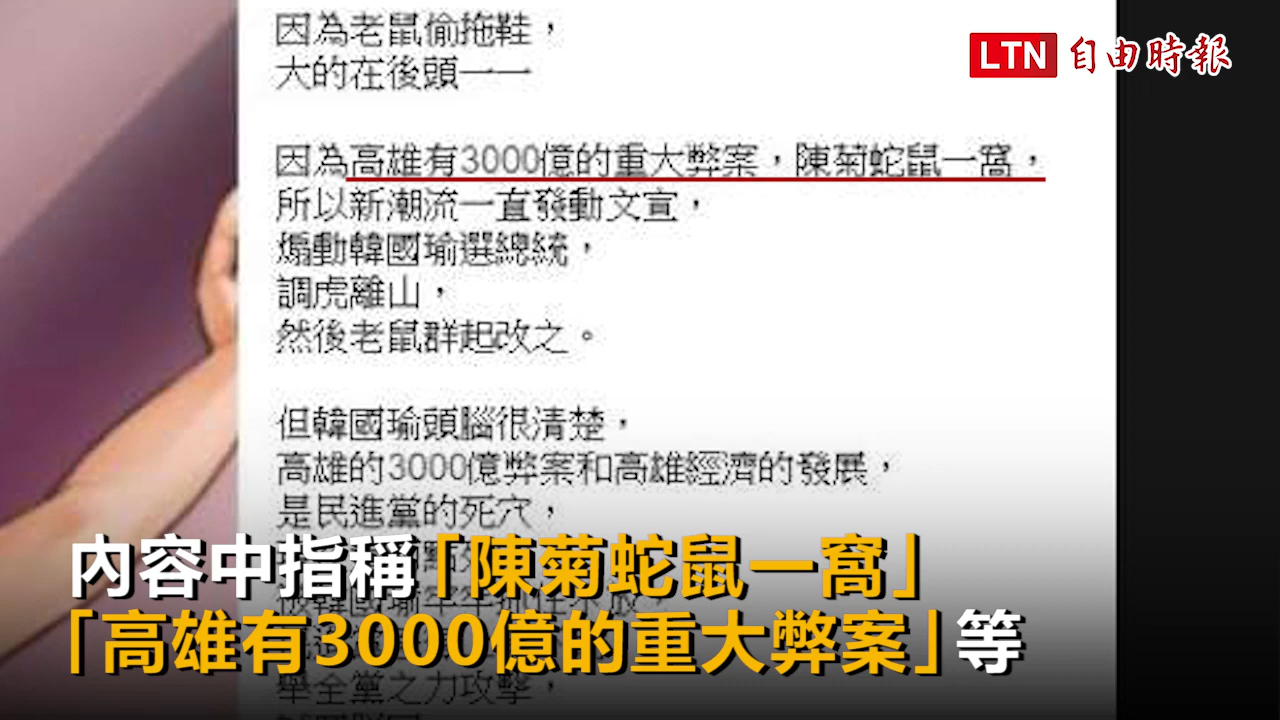 因為老鼠偷拖鞋，
大的在後頭一一
LTN 自由時報
因為高雄有3000億的重大弊案，陳菊蛇鼠一窩，
所以新潮流一直發動文宣，
煽動韓國瑜選總統，
調虎離山，
然後老鼠群起改之。
但韓國瑜頭腦很清楚，
高雄的3000億弊案和高雄經濟的發展，
是民進黨的死穴，
內容中指稱「陳菊蛇鼠一窩」
「高雄有3000億的重大弊案」等
舉全黨之力攻擊，